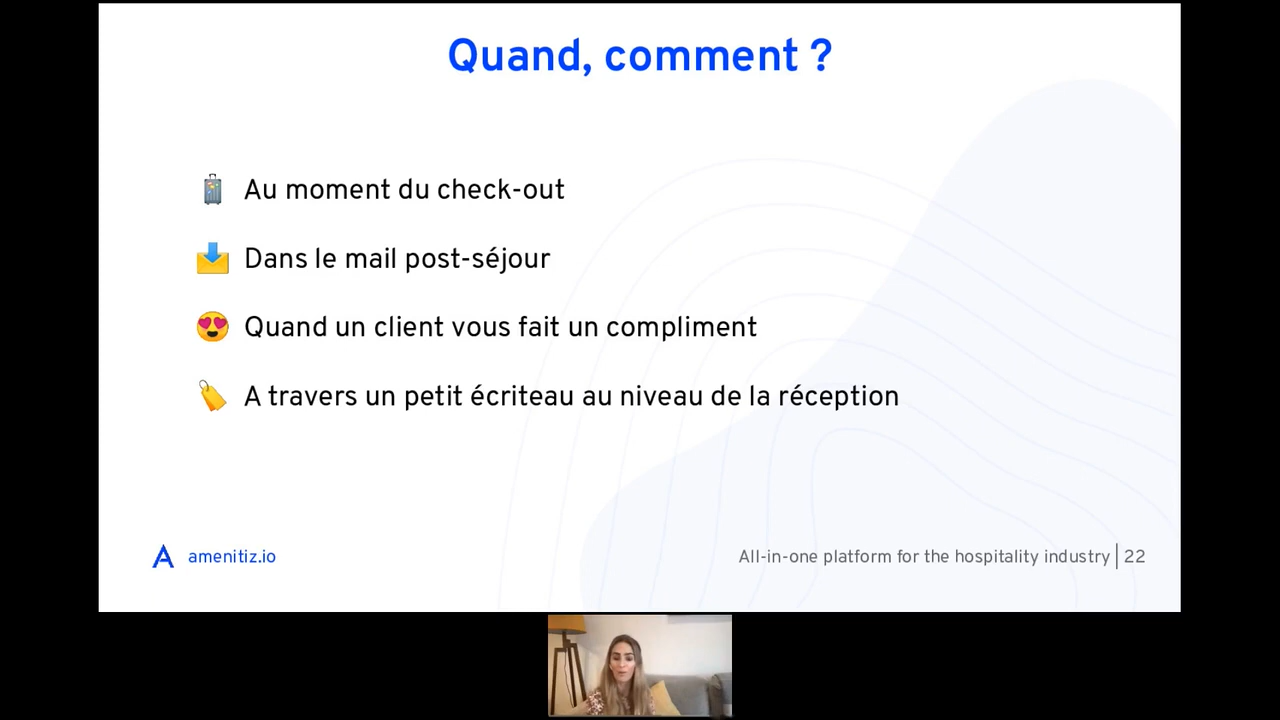 Quand, comment ?
Au moment du check-out
Dans le mail post-séjour
Quand un client vous fait un compliment
A travers un petit écriteau au niveau de la réception
amenitiz.io
All-in-one platform for the hospitality industry | 22